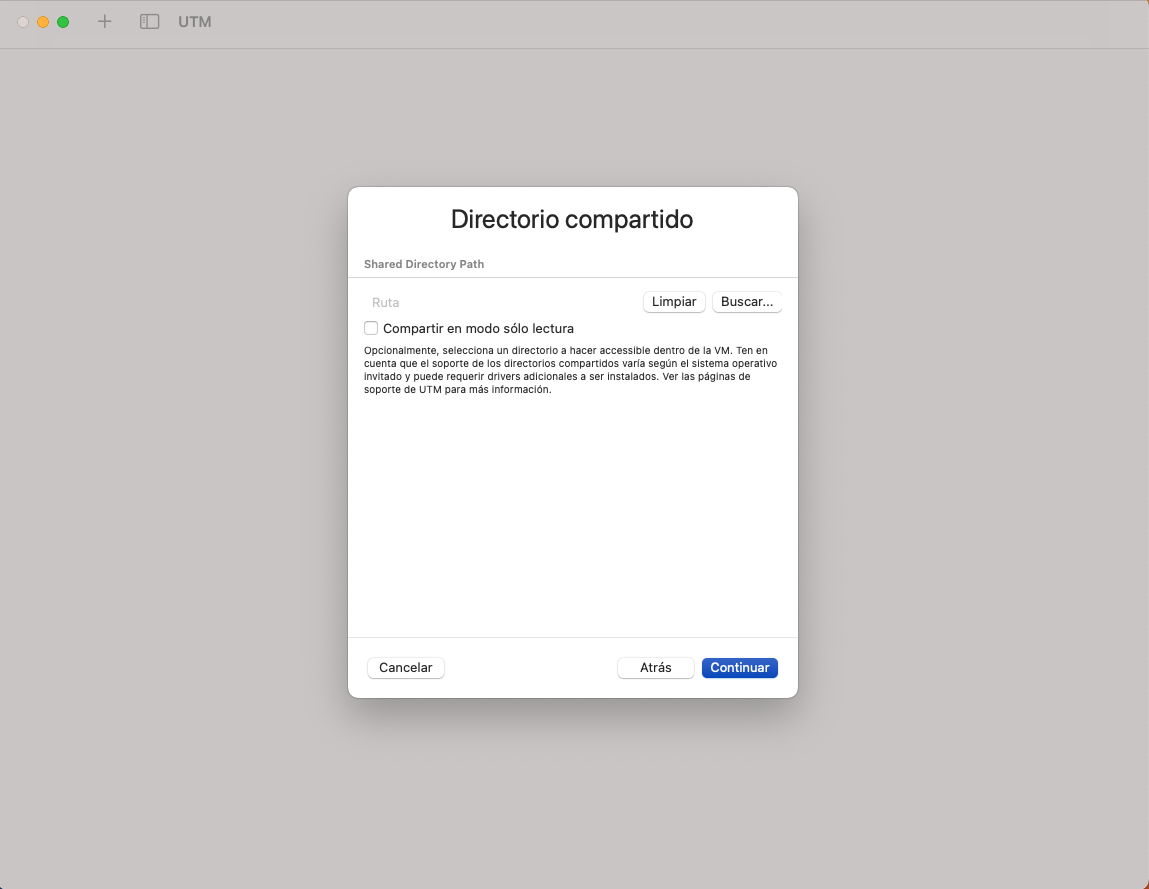 UTM
Directorio compartido
Shared Directory Path
Ruta
Limpiar
Buscar...
Compartir en modo sólo lectura
Opcionalmente, selecciona un directorio a hacer accessible dentro de la VM. Ten en
cuenta que el soporte de los directorios compartidos varía según el sistema operativo
invitado y puede requerir drivers adicionales a ser instalados. Ver las páginas de
soporte de UTM para más información.
Cancelar
Atrás
Continuar